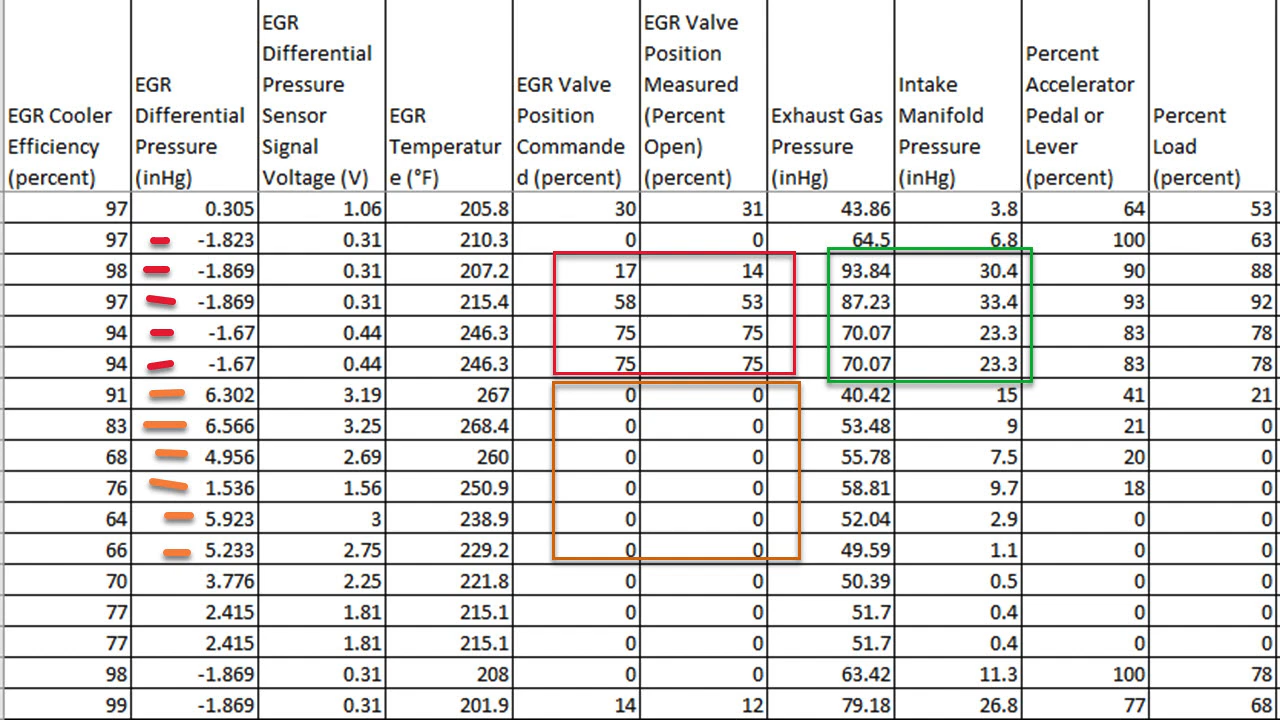 EGR Cooler Efficiency (percent) EGR Differential Pressure (inHg) EGR Differential Pressure Sensor Signal Voltage (V) EGR Temperatur e (°F) EGR Valve Position Commande d (percent) EGR Valve Position Measured (Percent Open) (percent) Exhaust Gas Pressure (inHg) Intake Manifold Pressure (inHg) Percent Accelerator Pedal or Lever (percent) Percent Load (percent)
97 0.305 1.06 205.8 30 31 43.86 3.8 64 53
97 -1.823 0.31 210.3 0 0 64.5 6.8 100 63
98 -1.869 0.31 207.2 17 14 93.84 30.4 90 88
97 -1.869 0.31 215.4 58 53 87.23 33.4 93 92
94 -1.67 0.44 246.3 75 75 70.07 23.3 83 78
94 -1.67 0.44 246.3 75 75 70.07 23.3 83 78
91 6.302 3.19 267 0 0 40.42 15 41 21
83 6.566 3.25 268.4 0 0 53.48 9 21 0
68 4.956 2.69 260 0 0 55.78 7.5 20 0
76 1.536 1.56 250.9 0 0 58.81 9.7 18 0
64 5.923 3 238.9 0 0 52.04 2.9 0 0
66 5.233 2.75 229.2 0 0 49.59 1.1 0 0
70 3.776 2.25 221.8 0 0 50.39 0.5 0 0
77 2.415 1.81 215.1 0 0 51.7 0.4 0 0
77 2.415 1.81 215.1 0 0 51.7 0.4 0 0
98 -1.869 0.31 208 0 0 63.42 11.3 100 78
99 -1.869 0.31 201.9 14 12 79.18 26.8 77 68